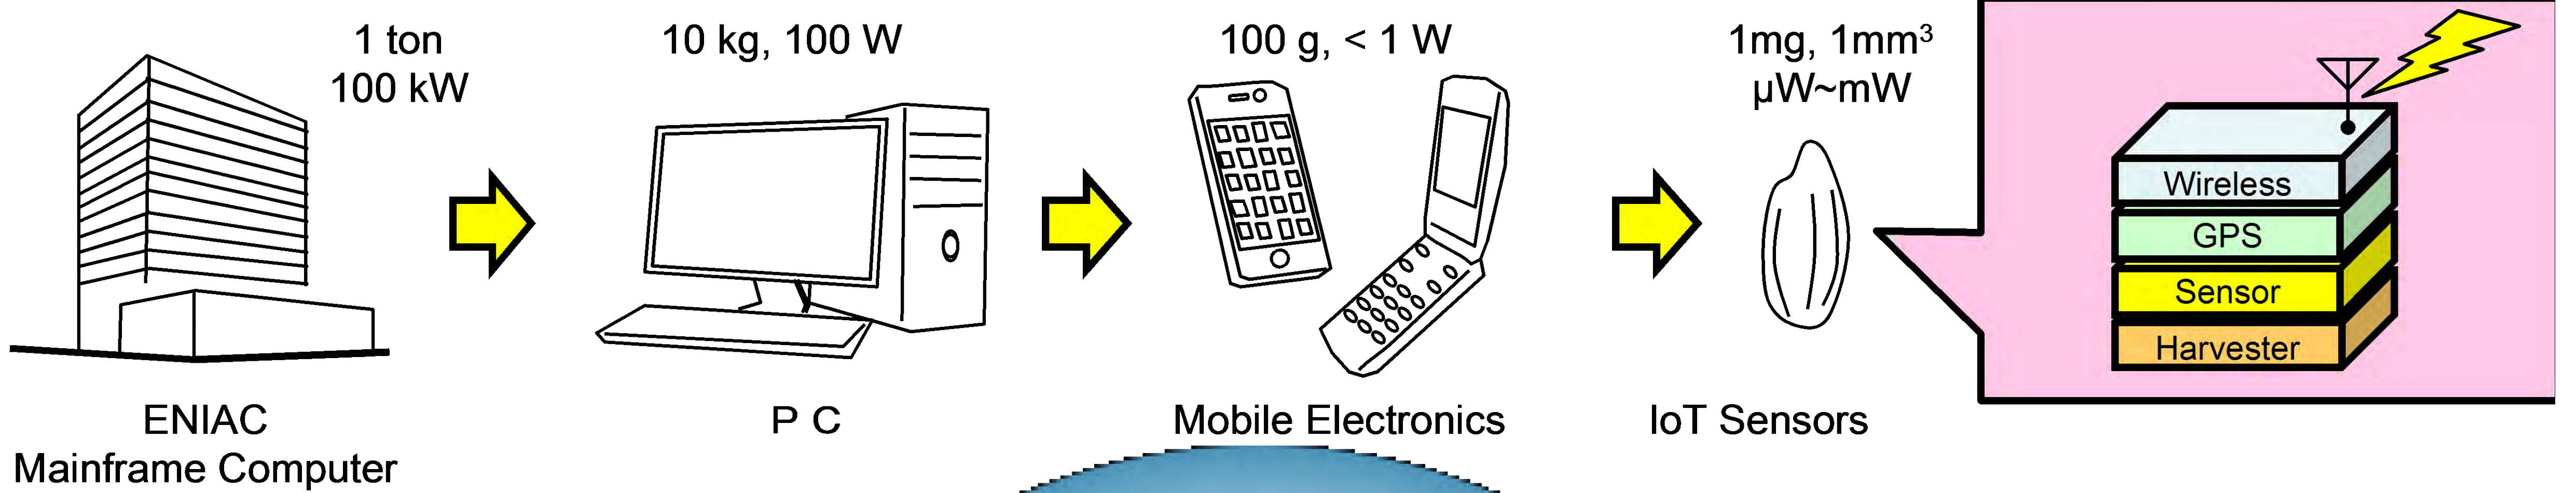 1 ton
100 kW
10 kg, 100 W
100 g, < 1 W
1mg, 1mm³
µW~mW
Wireless
GPS
Sensor
Harvester
ENIAC
Mainframe Computer
P C
Mobile Electronics
IoT Sensors